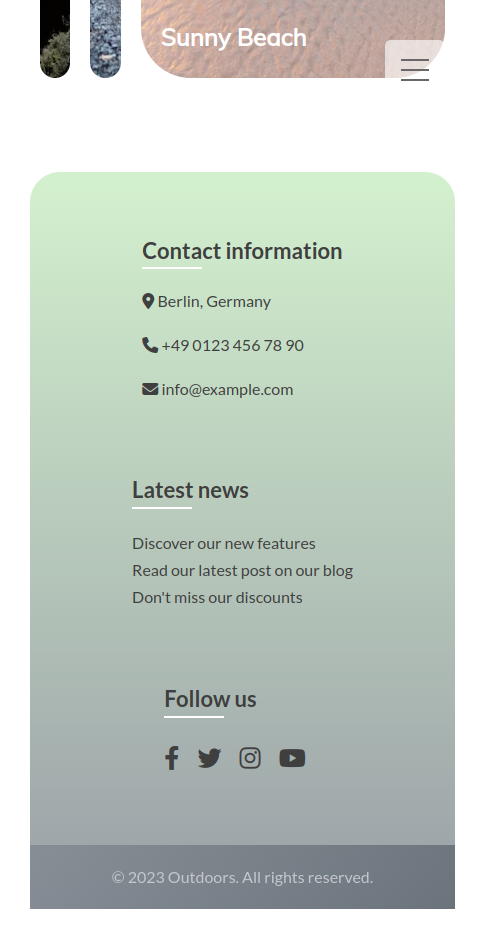 Sunny Beach
Contact information
Berlin, Germany
+49 0123 456 78 90
info@example.com
Latest news
Discover our new features
Read our latest post on our blog
Don't miss our discounts
Follow us
© 2023 Outdoors. All rights reserved.